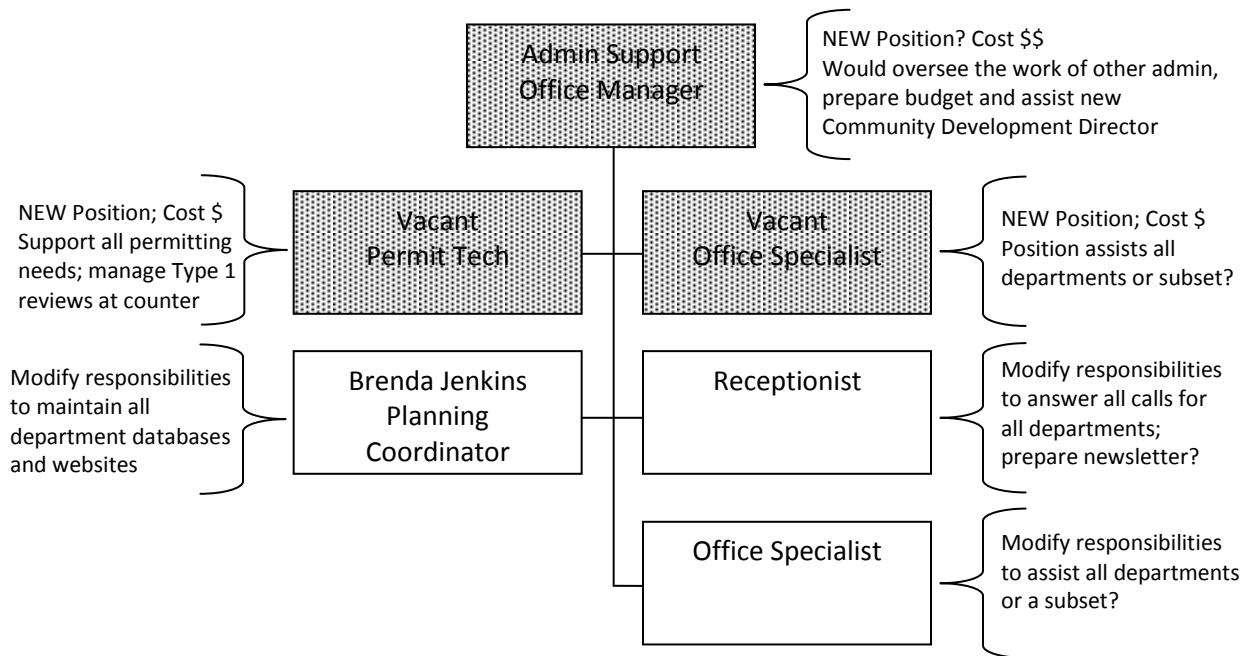 Admin Support
Office Manager
NEW Position? Cost $$
Would oversee the work of other admin,
prepare budget and assist new
Community Development Director
NEW Position; Cost $
Support all permitting
needs; manage Type 1
reviews at counter
Vacant
Permit Tech
Vacant
Office Specialist
NEW Position; Cost $
Position assists all
departments or subset?
Modify responsibilities
to maintain all
department databases
and websites
Brenda Jenkins
Planning
Coordinator
Receptionist
Modify responsibilities
to answer all calls for
all departments;
prepare newsletter?
Office Specialist
Modify responsibilities
to assist all departments
or a subset?